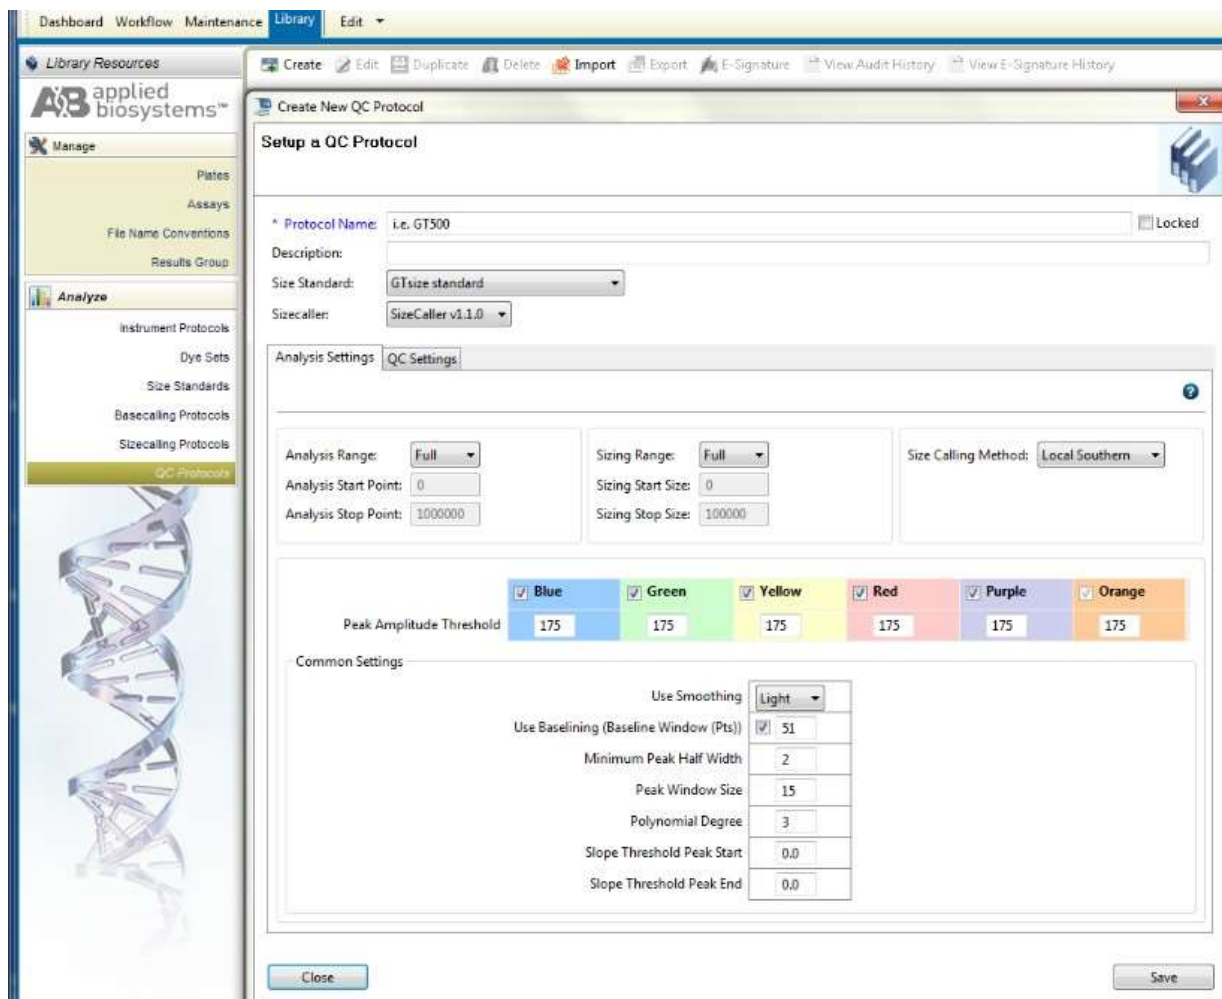 Dashboard Workflow Maintenance Library Edit
Library Resources
AB applied biosystems™
Manage
Plates
Assays
File Name Conventions
Results Group
Analyze
Instrument Protocols
Dye Sets
Size Standards
Basecalling Protocols
Sizecalling Protocols
QC Protocols
Create Edit Duplicate Delete Import Export E-Signature View Audit History View E-Signature History
Create New QC Protocol
Setup a QC Protocol
* Protocol Name: i.e. GT500 Locked
Description:
Size Standard: GTsize standard
Sizecaller: SizeCaller v1.1.0
Analysis Settings QC Settings
Analysis Range: Full Sizing Range: Full Size Calling Method: Local Southern
Analysis Start Point: 0 Sizing Start Size: 0
Analysis Stop Point: 1000000 Sizing Stop Size: 100000
Blue Green Yellow Red Purple Orange
Peak Amplitude Threshold 175 175 175 175 175 175
Common Settings
Use Smoothing Light
Use Baselining (Baseline Window (Pts)) 51
Minimum Peak Half Width 2
Peak Window Size 15
Polynomial Degree 3
Slope Threshold Peak Start 0.0
Slope Threshold Peak End 0.0
Close Save